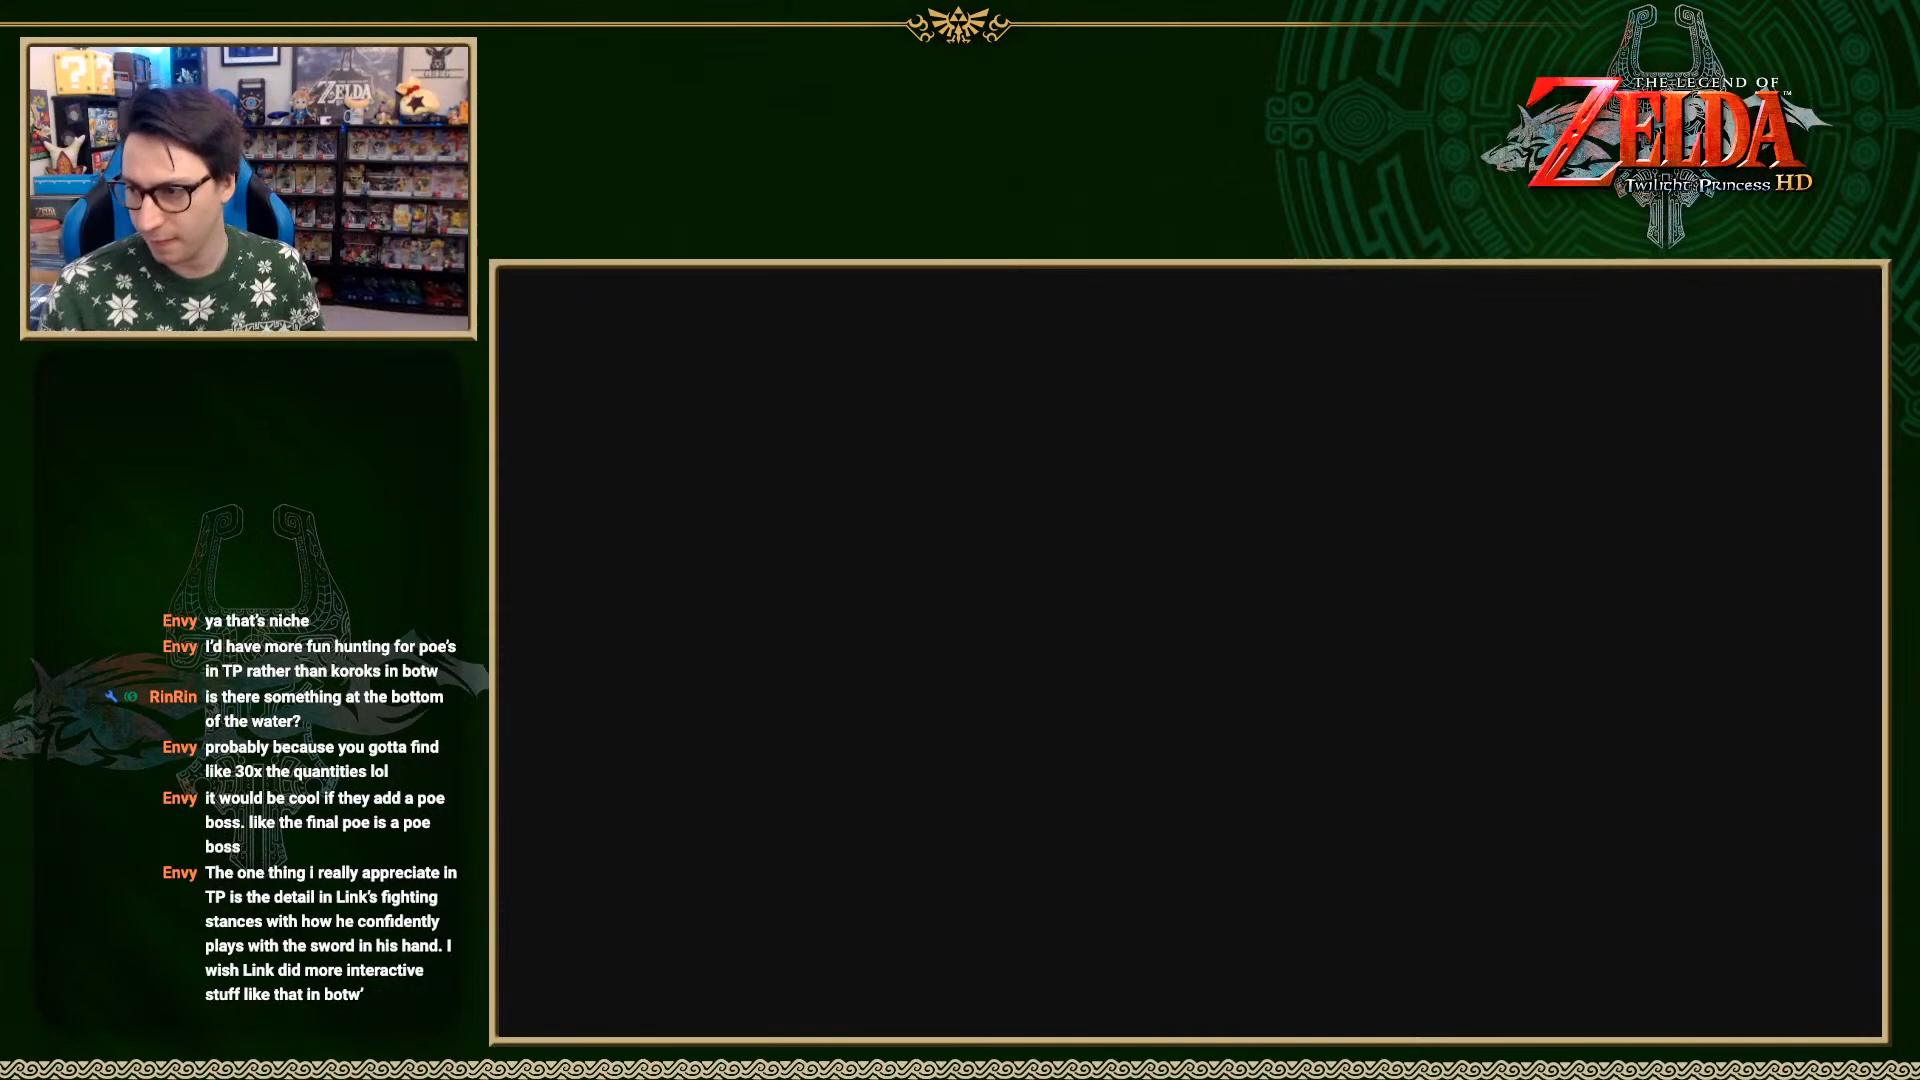 ZELDA
THE LEGEND OF
ZELDA™
Twilight Princess HD
Envy ya that's niche
Envy I'd have more fun hunting for poe's
in TP rather than koroks in botw
RinRin is there something at the bottom
of the water?
Envy probably because you gotta find
like 30x the quantities lol
Envy it would be cool if they add a poe
boss. like the final poe is a poe
boss
Envy The one thing i really appreciate in
TP is the detail in Link's fighting
stances with how he confidently
plays with the sword in his hand. I
wish Link did more interactive
stuff like that in botw'